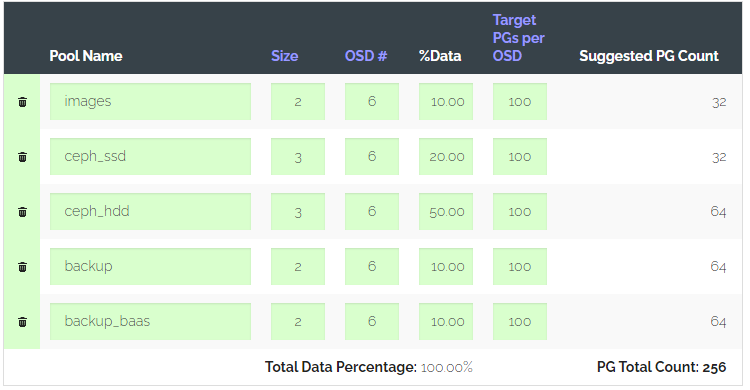 Pool Name Size OSD # %Data Target PGs per OSD Suggested PG Count
images 2 6 10.00 100 32
ceph_ssd 3 6 20.00 100 32
ceph_hdd 3 6 50.00 100 64
backup 2 6 10.00 100 64
backup_baas 2 6 10.00 100 64
Total Data Percentage: 100.00% PG Total Count: 256